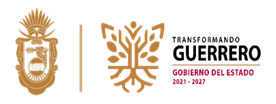 TRANSFORMANDO
GUERRERO
GOBIERNO DEL ESTADO
2021 - 2027